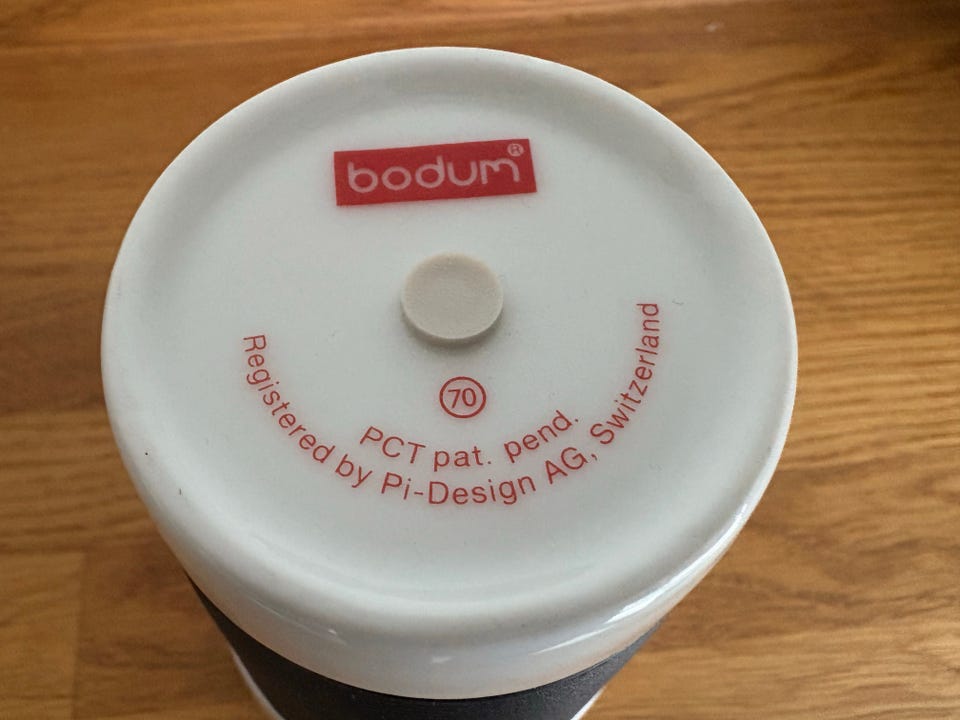 bodum®
70
PCT pat. pend.
Registered by Pi-Design AG, Switzerland